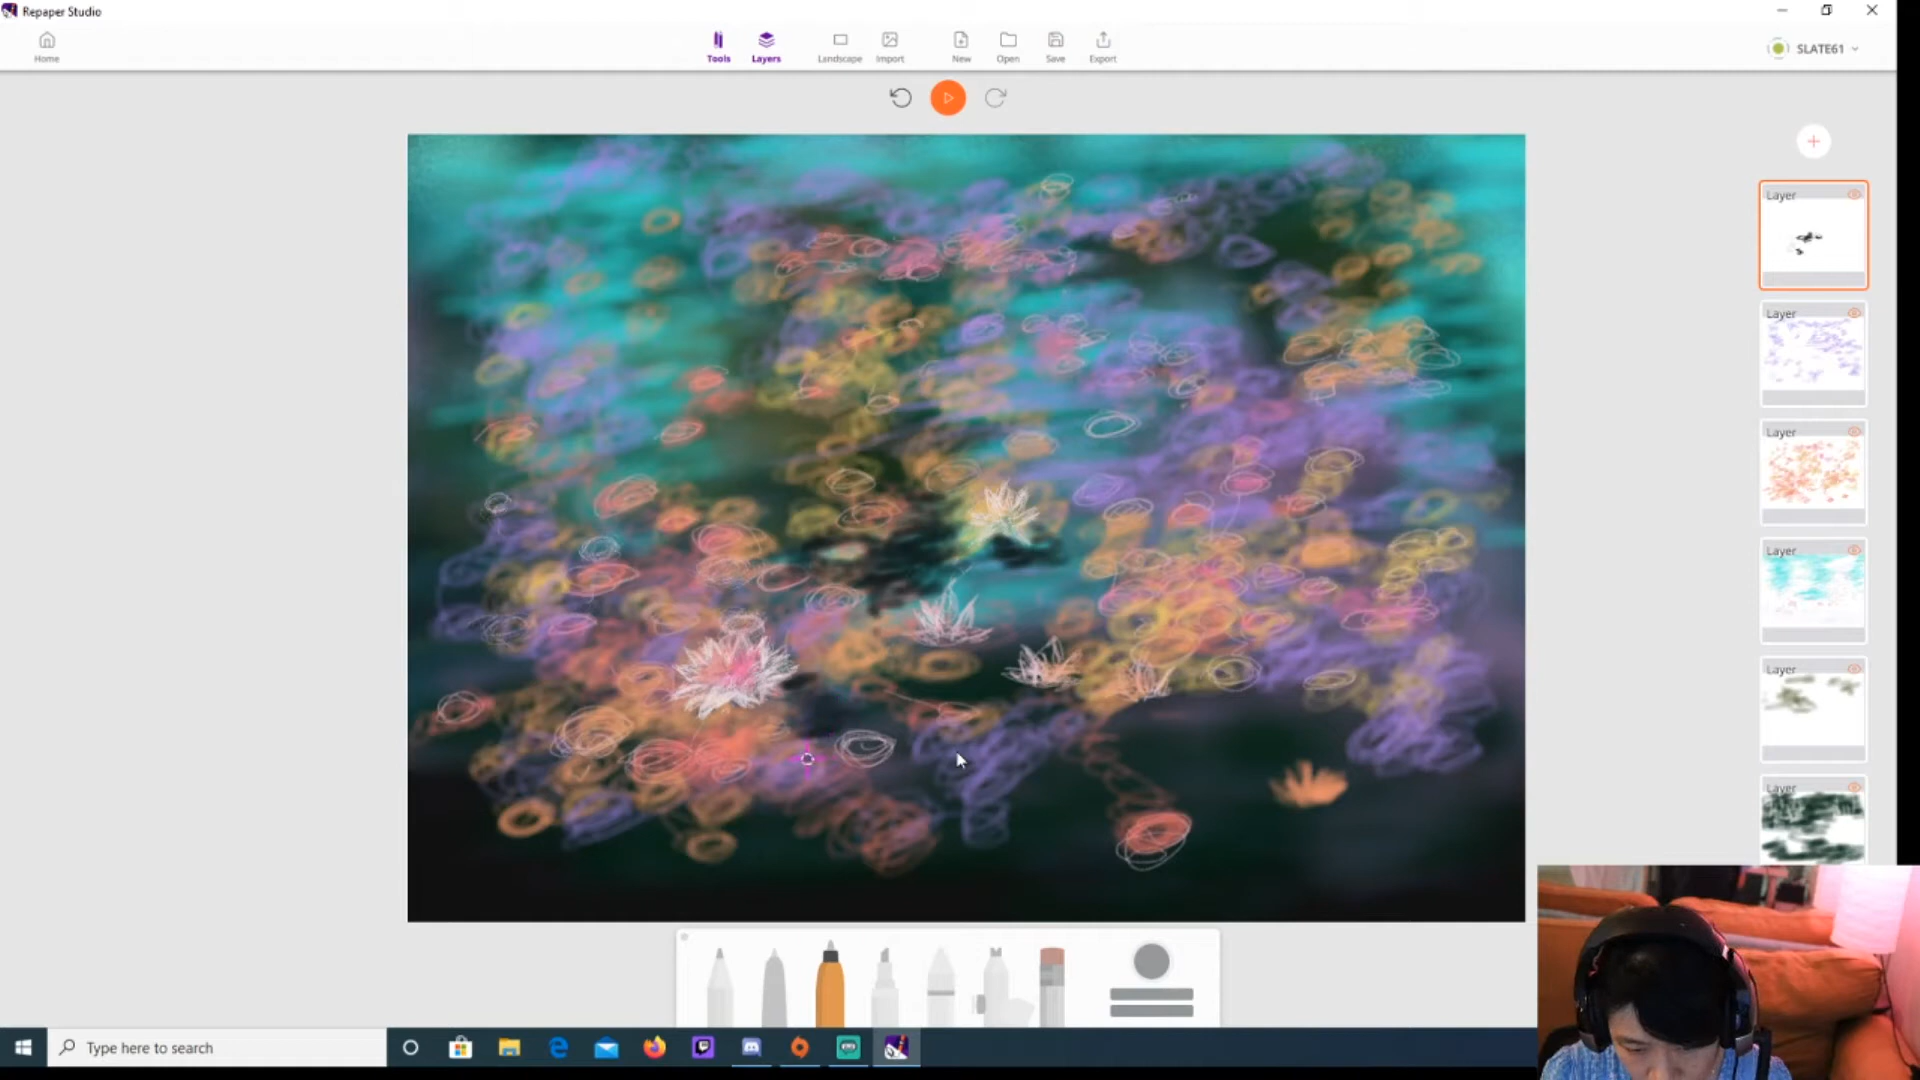 Repaper Studio
Home
Tools
Layers
Landscape
Import
New
Open
Save
Export
SLATE61
Layer
Layer
Layer
Layer
Layer
Layer
Type here to search